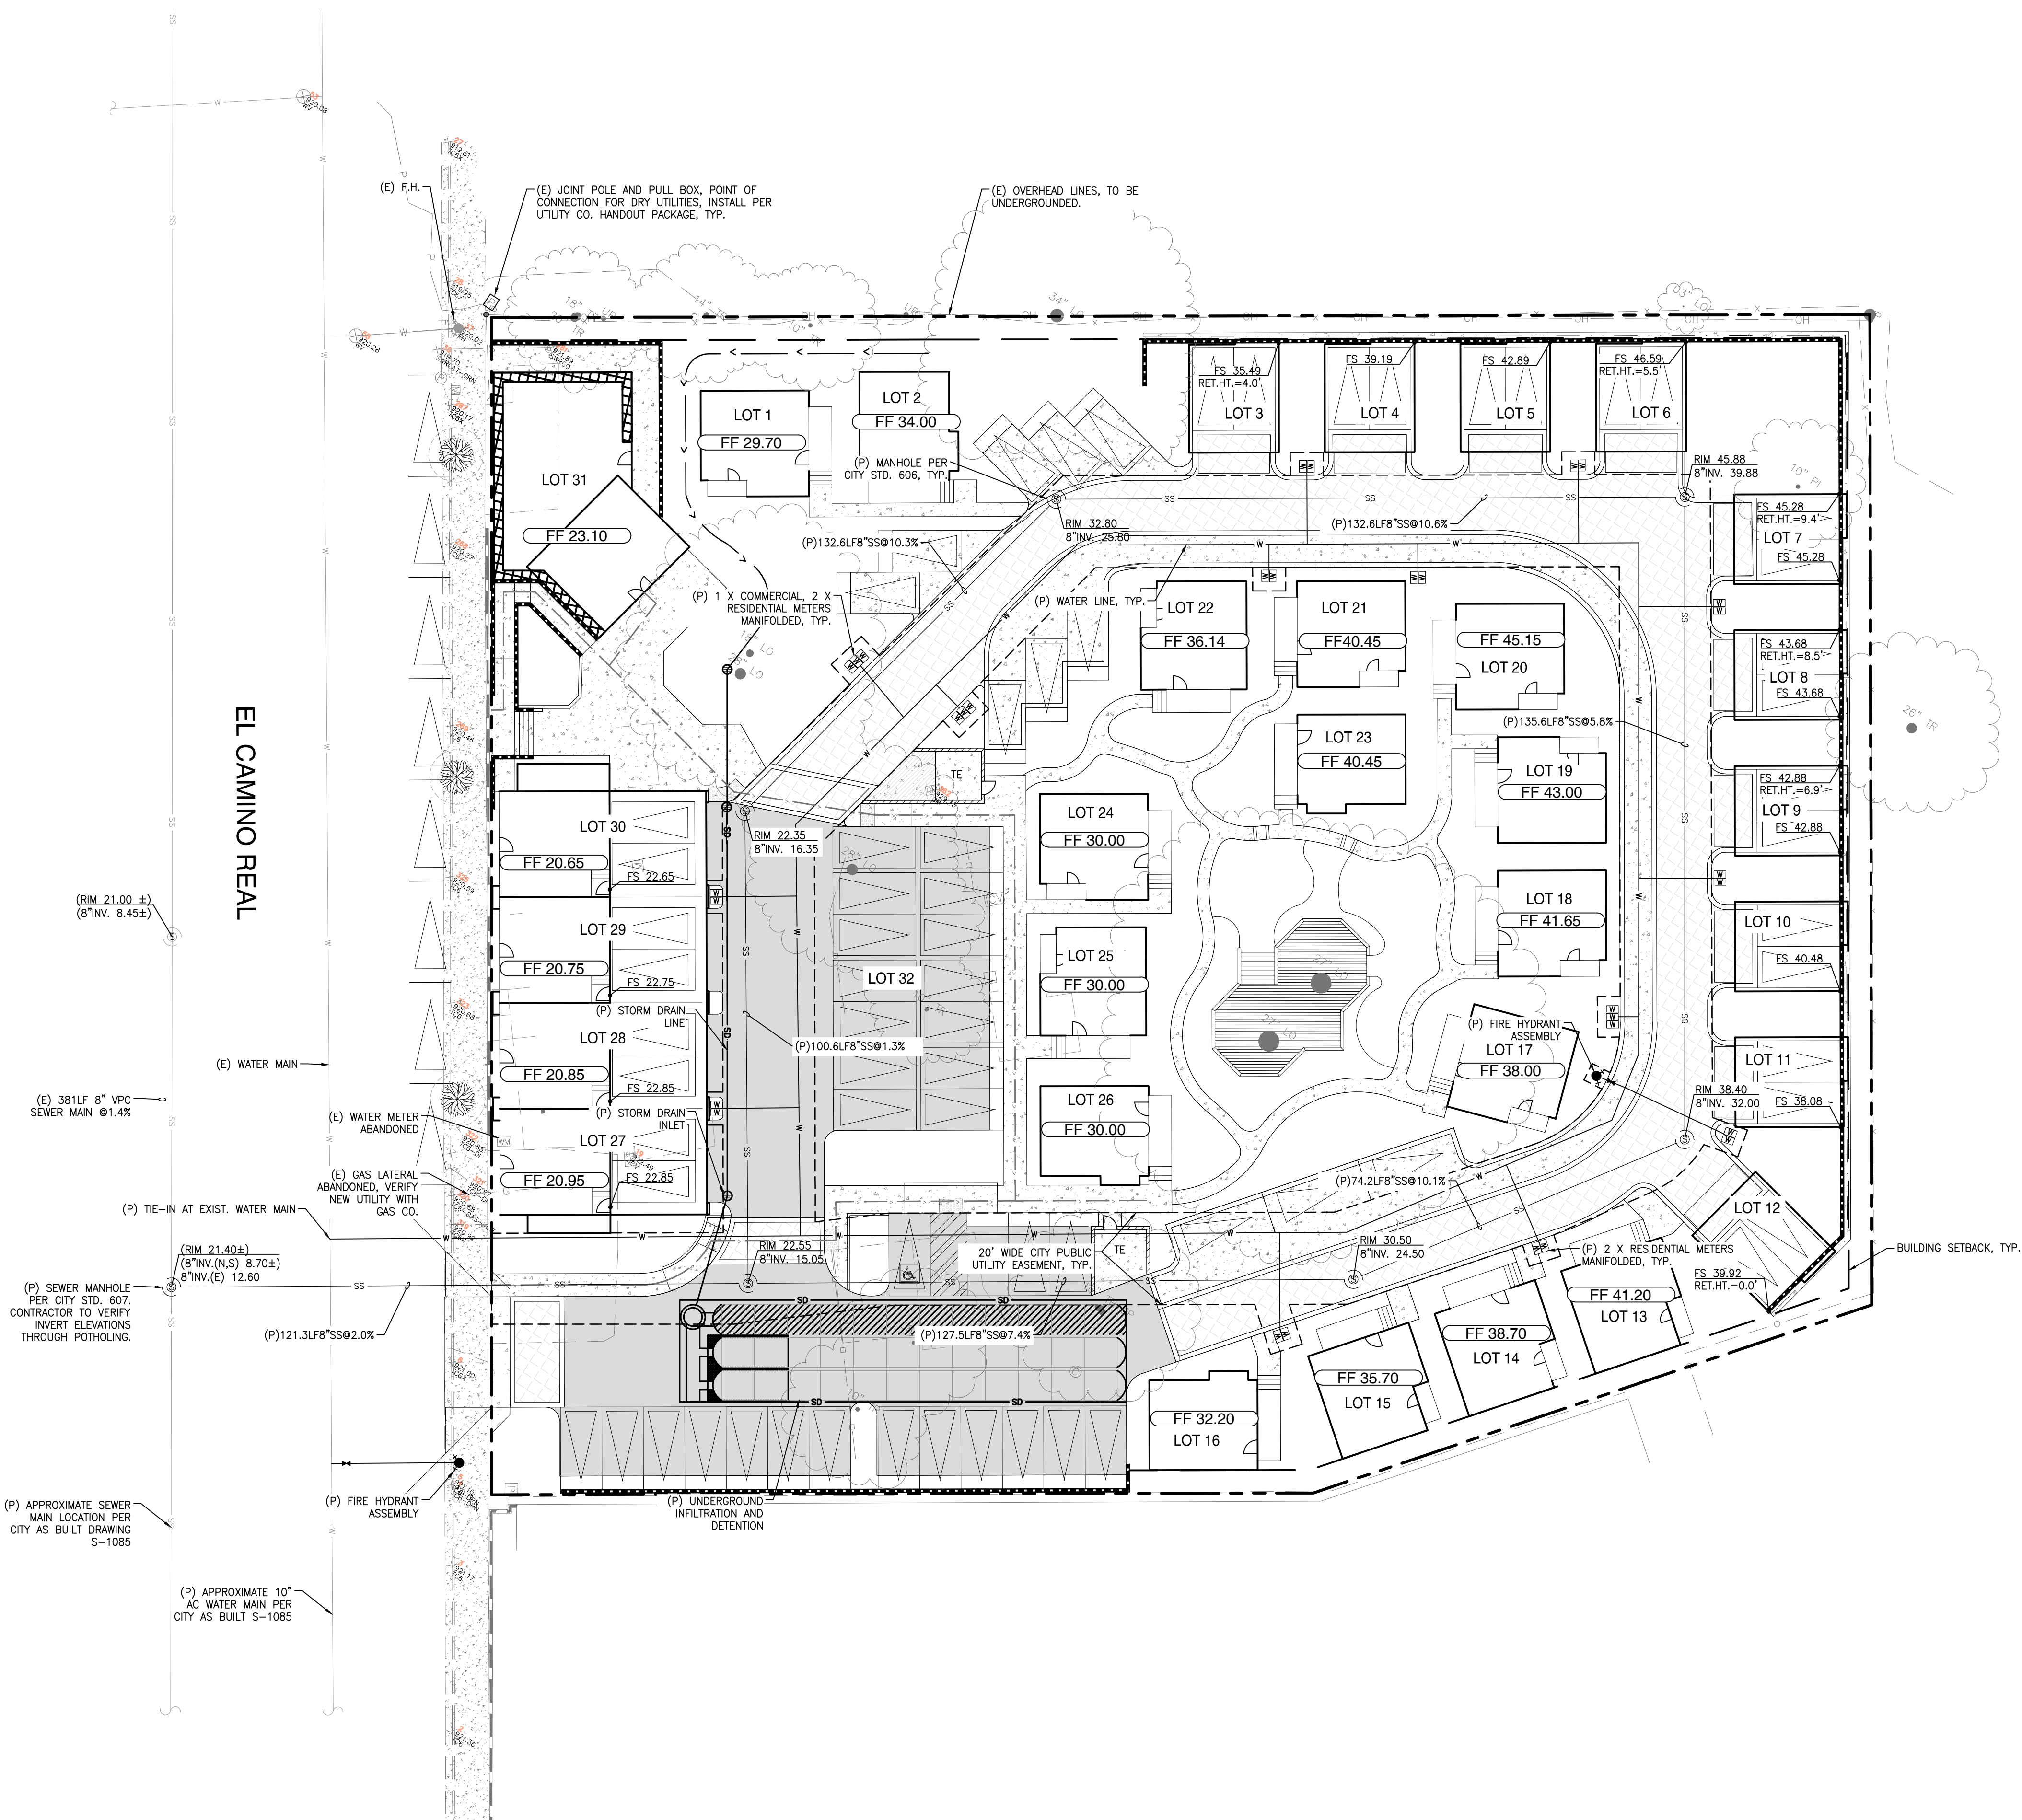 (E) F.H.
(E) JOINT POLE AND PULL BOX, POINT OF
CONNECTION FOR DRY UTILITIES, INSTALL PER
UTILITY CO. HANDOUT PACKAGE, TYP.
(E) OVERHEAD LINES, TO BE
UNDERGROUNDED.
18" TR
14" TR
10" TR
34" LO
03" LO
LOT 1
FF 29.70
LOT 2
FF 34.00
FS 35.49
RET.HT.=4.0'
LOT 3
FS 39.19
LOT 4
FS 42.89
LOT 5
FS 46.59
RET.HT.=5.5'
LOT 6
(P) MANHOLE PER
CITY STD. 606, TYP.
RIM 45.88
8"INV. 39.88
10" PI
LOT 31
FF 23.10
RIM 32.80
8"INV. 25.80
(P)132.6LF8"SS@10.6%
(P)132.6LF8"SS@10.3%
FS 45.28
RET.HT.=9.4'
LOT 7
FS 45.28
(P) 1 X COMMERCIAL, 2 X
RESIDENTIAL METERS
MANIFOLDED, TYP.
(P) WATER LINE, TYP.
LOT 22
FF 36.14
LOT 21
FF40.45
FF 45.15
LOT 20
FS 43.68
RET.HT.=8.5'
LOT 8
FS 43.68
26" TR
EL CAMINO REAL
LOT 23
FF 40.45
(P)135.6LF8"SS@5.8%
LOT 19
FF 43.00
TE
FS 42.88
RET.HT.=6.9'
LOT 9
FS 42.88
LOT 30
FF 20.65
FS 22.65
RIM 22.35
8"INV. 16.35
28" LO
LOT 24
FF 30.00
(RIM 21.00 ±)
(8"INV. 8.45±)
LOT 29
FF 20.75
FS 22.75
LOT 32
LOT 25
FF 30.00
27" LO
27" LO
LOT 18
FF 41.65
LOT 10
FS 40.48
(P) STORM DRAIN
LINE
LOT 28
FF 20.85
FS 22.85
(P)100.6LF8"SS@1.3%
(P) FIRE HYDRANT
ASSEMBLY
LOT 17
FF 38.00
LOT 11
FS 38.08
RIM 38.40
8"INV. 32.00
(E) WATER MAIN
(E) 381LF 8" VPC
SEWER MAIN @1.4%
(E) WATER METER
ABANDONED
(P) STORM DRAIN
INLET
LOT 26
FF 30.00
LOT 27
FF 20.95
FS 22.85
(E) GAS LATERAL
ABANDONED, VERIFY
NEW UTILITY WITH
GAS CO.
(P)74.2LF8"SS@10.1%
LOT 12
(P) TIE-IN AT EXIST. WATER MAIN
(RIM 21.40±)
(8"INV.(N,S) 8.70±)
8"INV.(E) 12.60
RIM 22.55
8"INV. 15.05
20' WIDE CITY PUBLIC
UTILITY EASEMENT, TYP.
TE
RIM 30.50
8"INV. 24.50
(P) 2 X RESIDENTIAL METERS
MANIFOLDED, TYP.
BUILDING SETBACK, TYP.
FS 39.92
RET.HT.=0.0'
(P) SEWER MANHOLE
PER CITY STD. 607.
CONTRACTOR TO VERIFY
INVERT ELEVATIONS
THROUGH POTHOLING.
(P)121.3LF8"SS@2.0%
(P)127.5LF8"SS@7.4%
FF 41.20
LOT 13
FF 38.70
LOT 14
FF 35.70
LOT 15
FF 32.20
LOT 16
(P) FIRE HYDRANT
ASSEMBLY
(P) UNDERGROUND
INFILTRATION AND
DETENTION
(P) APPROXIMATE SEWER
MAIN LOCATION PER
CITY AS BUILT DRAWING
S-1085
(P) APPROXIMATE 10"
AC WATER MAIN PER
CITY AS BUILT S-1085